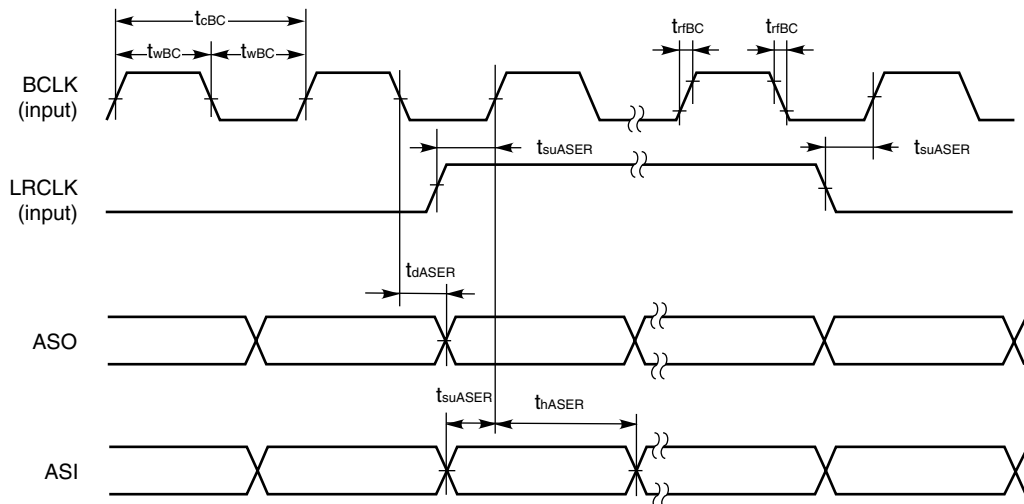 tcBC
trfBC trfBC
twBC twBC
BCLK
(input)
tsuASER tsuASER
LRCLK
(input)
tdASER
ASO
tsuASER
thASER
ASI